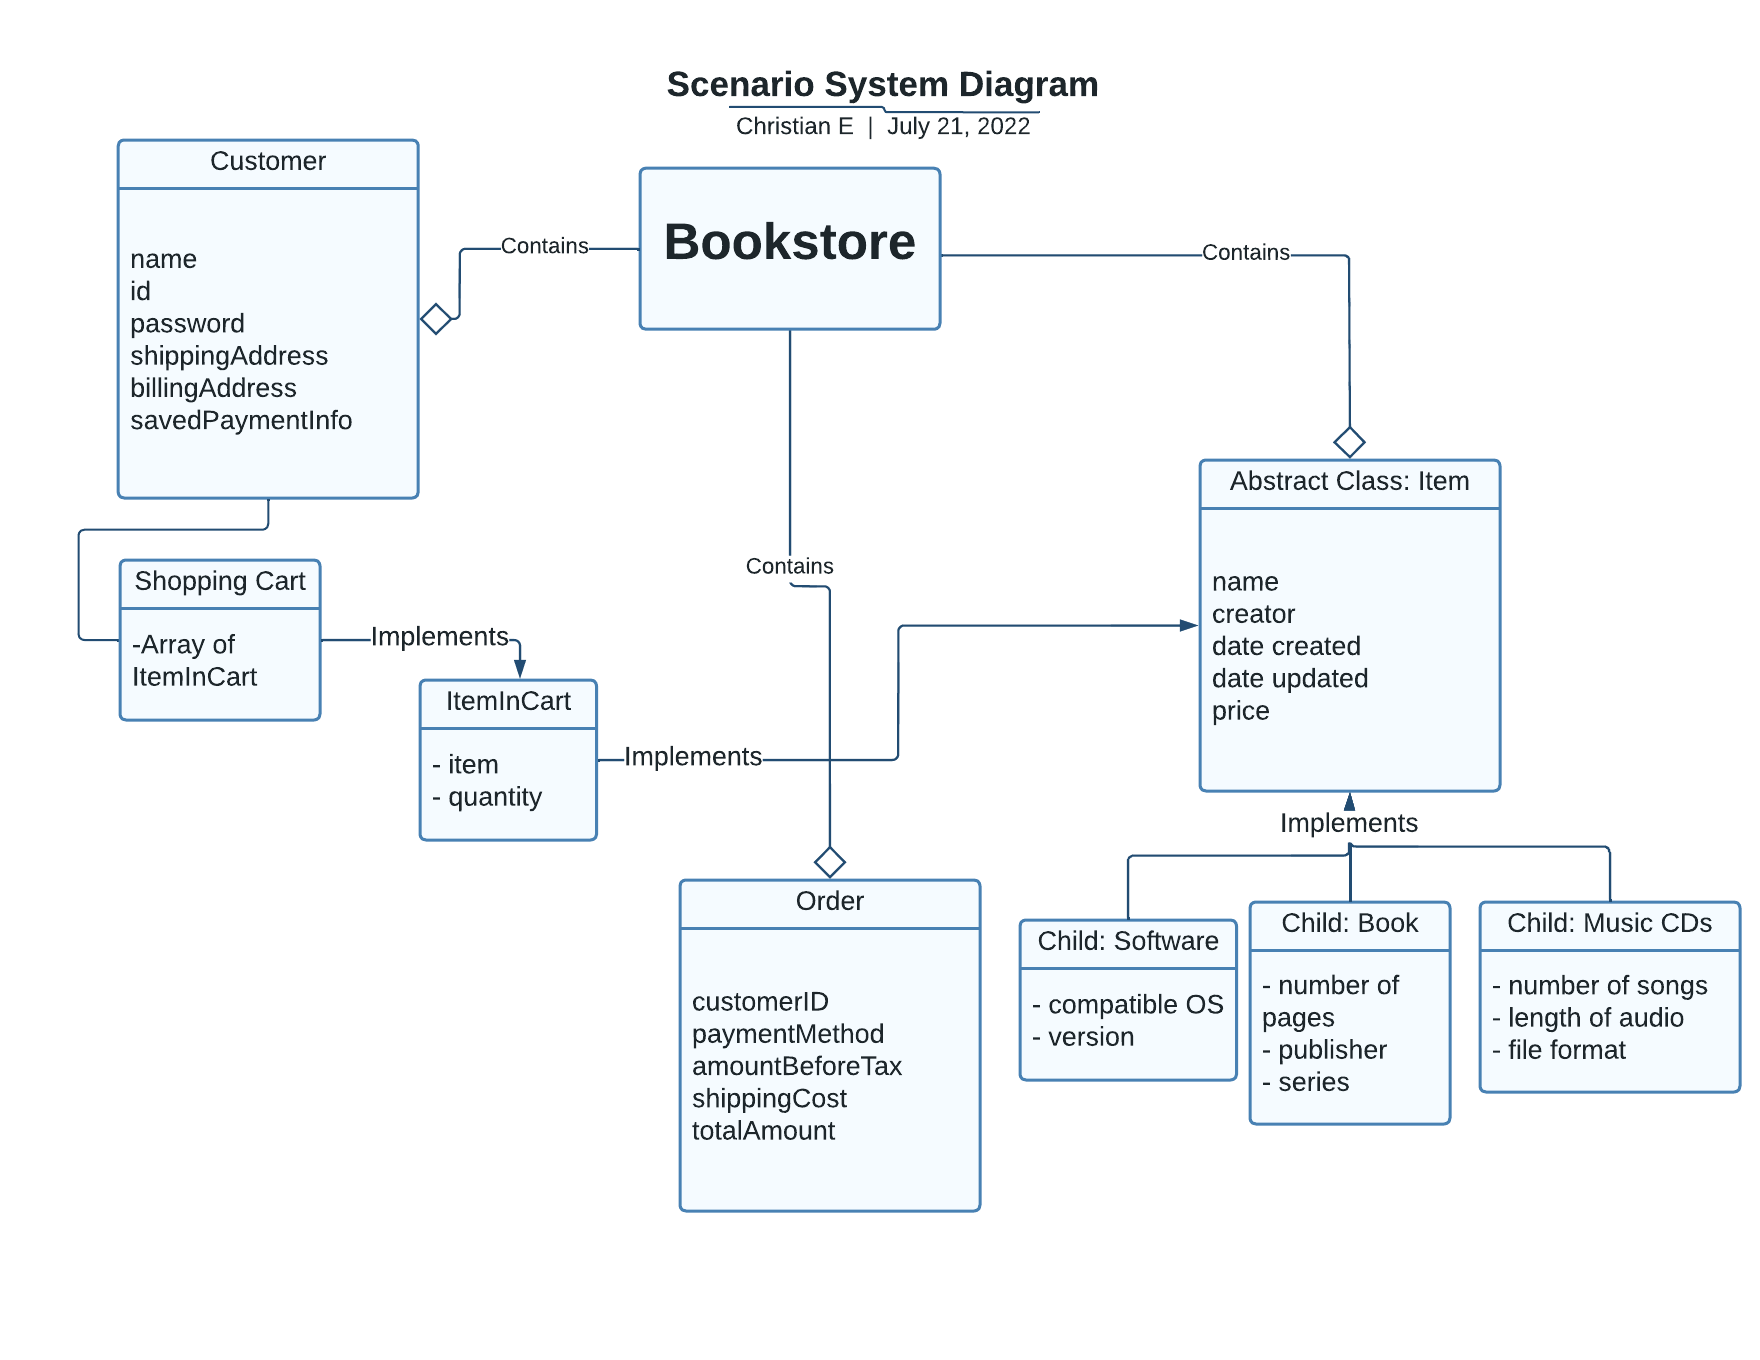 Scenario System Diagram
Christian E | July 21, 2022
Customer
name
id
password
shippingAddress
billingAddress
savedPaymentInfo
Contains
Bookstore
Contains
Contains
Shopping Cart
-Array of
ItemInCart
Implements
ItemInCart
- item
- quantity
Implements
Abstract Class: Item
name
creator
date created
date updated
price
Implements
Order
customerID
paymentMethod
amountBeforeTax
shippingCost
totalAmount
Child: Software
- compatible OS
- version
Child: Book
- number of
pages
- publisher
- series
Child: Music CDs
- number of songs
- length of audio
- file format